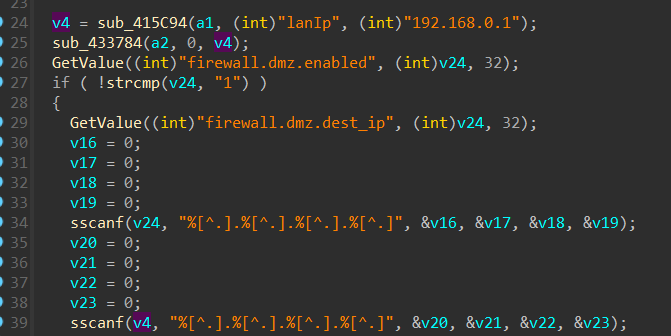 23
24 v4 = sub_415C94(a1, (int)"lanIp", (int)"192.168.0.1");
25 sub_433784(a2, 0, v4);
26 GetValue((int)"firewall.dmz.enabled", (int)v24, 32);
27 if ( !strcmp(v24, "1") )
28 {
29 GetValue((int)"firewall.dmz.dest_ip", (int)v24, 32);
30 v16 = 0;
31 v17 = 0;
32 v18 = 0;
33 v19 = 0;
34 sscanf(v24, "%[^.].%[^.].%[^.].%[^.]", &v16, &v17, &v18, &v19);
35 v20 = 0;
36 v21 = 0;
37 v22 = 0;
38 v23 = 0;
39 sscanf(v4, "%[^.].%[^.].%[^.].%[^.]", &v20, &v21, &v22, &v23);